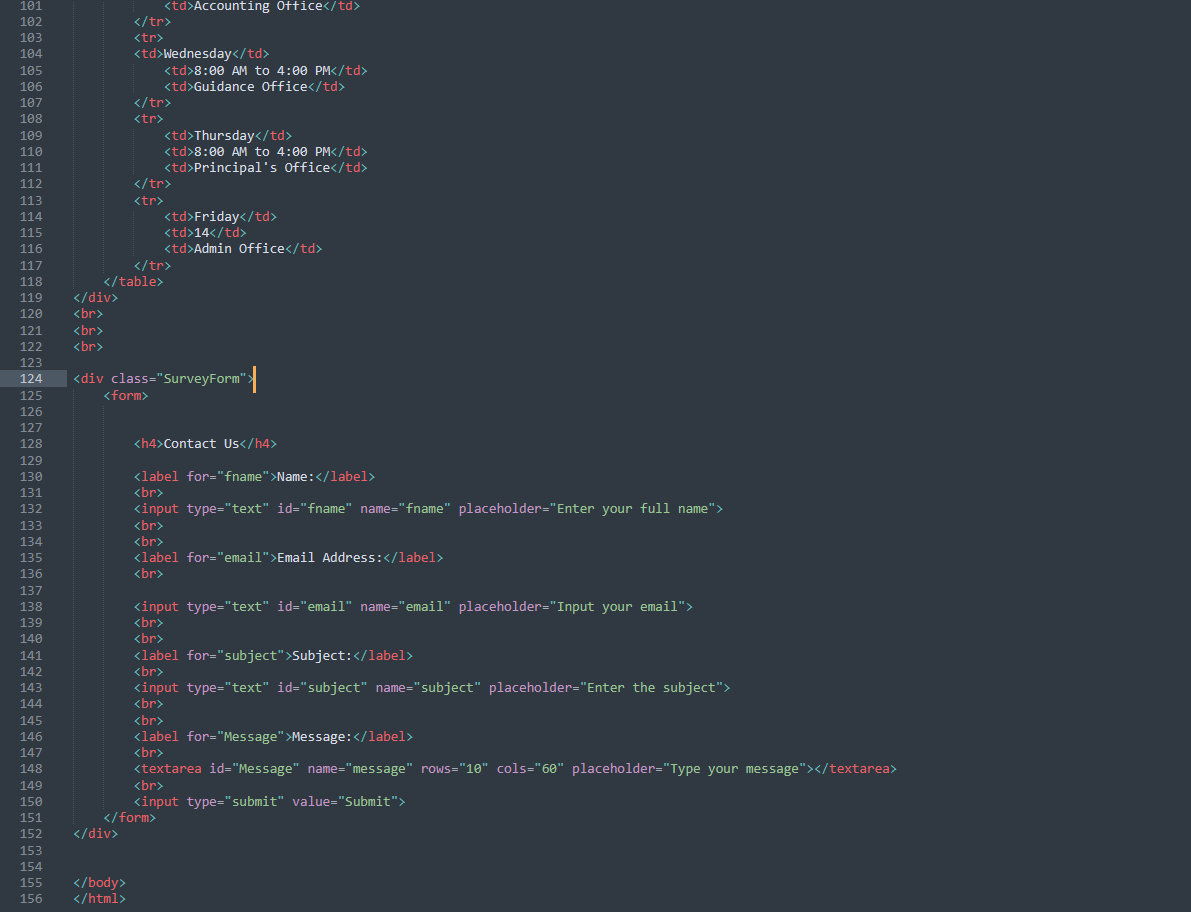 101 <td>Accounting Office</td>
102 </tr>
103 <tr>
104 <td>Wednesday</td>
105 <td>8:00 AM to 4:00 PM</td>
106 <td>Guidance Office</td>
107 </tr>
108 <tr>
109 <td>Thursday</td>
110 <td>8:00 AM to 4:00 PM</td>
111 <td>Principal's Office</td>
112 </tr>
113 <tr>
114 <td>Friday</td>
115 <td>14</td>
116 <td>Admin Office</td>
117 </tr>
118 </table>
119 </div>
120 <br>
121 <br>
122 <br>
123
124 <div class="SurveyForm">
125 <form>
126
127
128 <h4>Contact Us</h4>
129
130 <label for="fname">Name:</label>
131 <br>
132 <input type="text" id="fname" name="fname" placeholder="Enter your full name">
133 <br>
134 <br>
135 <label for="email">Email Address:</label>
136 <br>
137
138 <input type="text" id="email" name="email" placeholder="Input your email">
139 <br>
140 <br>
141 <label for="subject">Subject:</label>
142 <br>
143 <input type="text" id="subject" name="subject" placeholder="Enter the subject">
144 <br>
145 <br>
146 <label for="Message">Message:</label>
147 <br>
148 <textarea id="Message" name="message" rows="10" cols="60" placeholder="Type your message"></textarea>
149 <br>
150 <input type="submit" value="Submit">
151 </form>
152 </div>
153
154
155 </body>
156 </html>